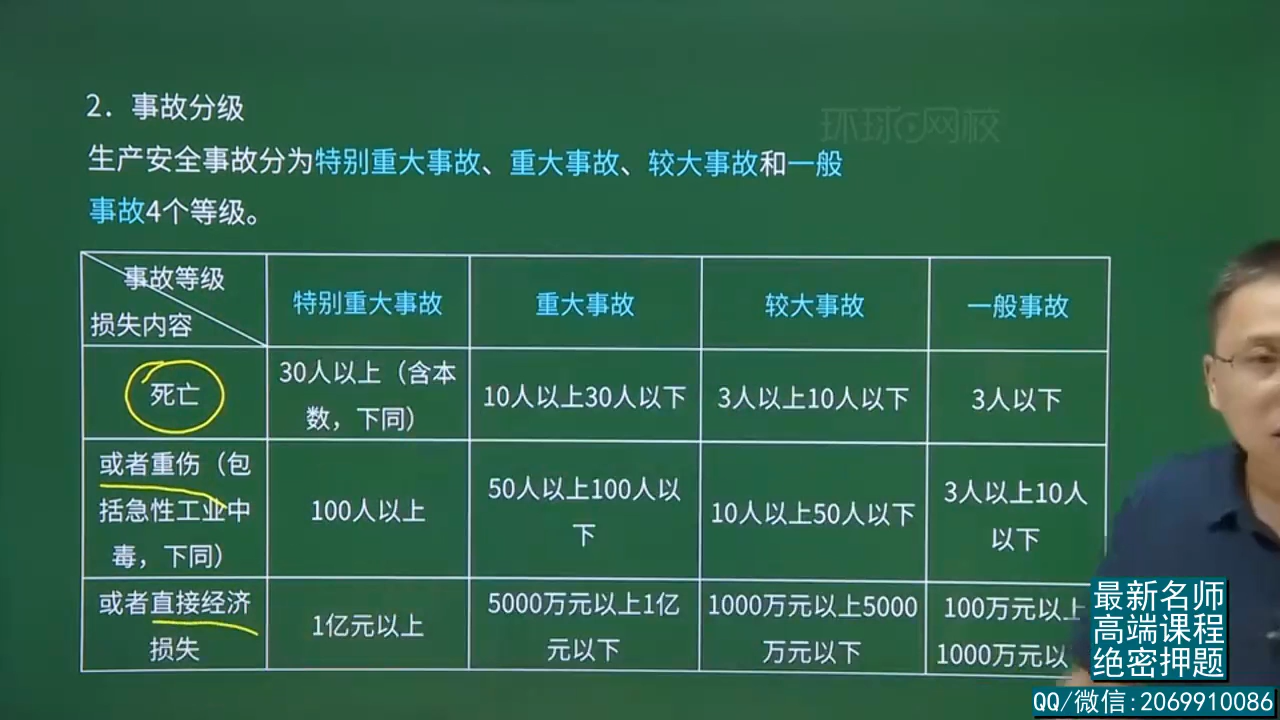 2. 事故分级
环球网校
生产安全事故分为特别重大事故、重大事故、较大事故和一般
事故4个等级。
事故等级
损失内容
特别重大事故
重大事故
较大事故
一般事故
死亡
30人以上（含本
数，下同）
10人以上30人以下
3人以上10人以下
3人以下
或者重伤（包
括急性工业中
毒，下同）
100人以上
50人以上100人以
下
10人以上50人以下
3人以上10人
以下
或者直接经济
损失
1亿元以上
5000万元以上1亿
元以下
1000万元以上5000
万元以下
100万元以上
1000万元以
最新名师
高端课程
绝密押题
QQ/微信:2069910086